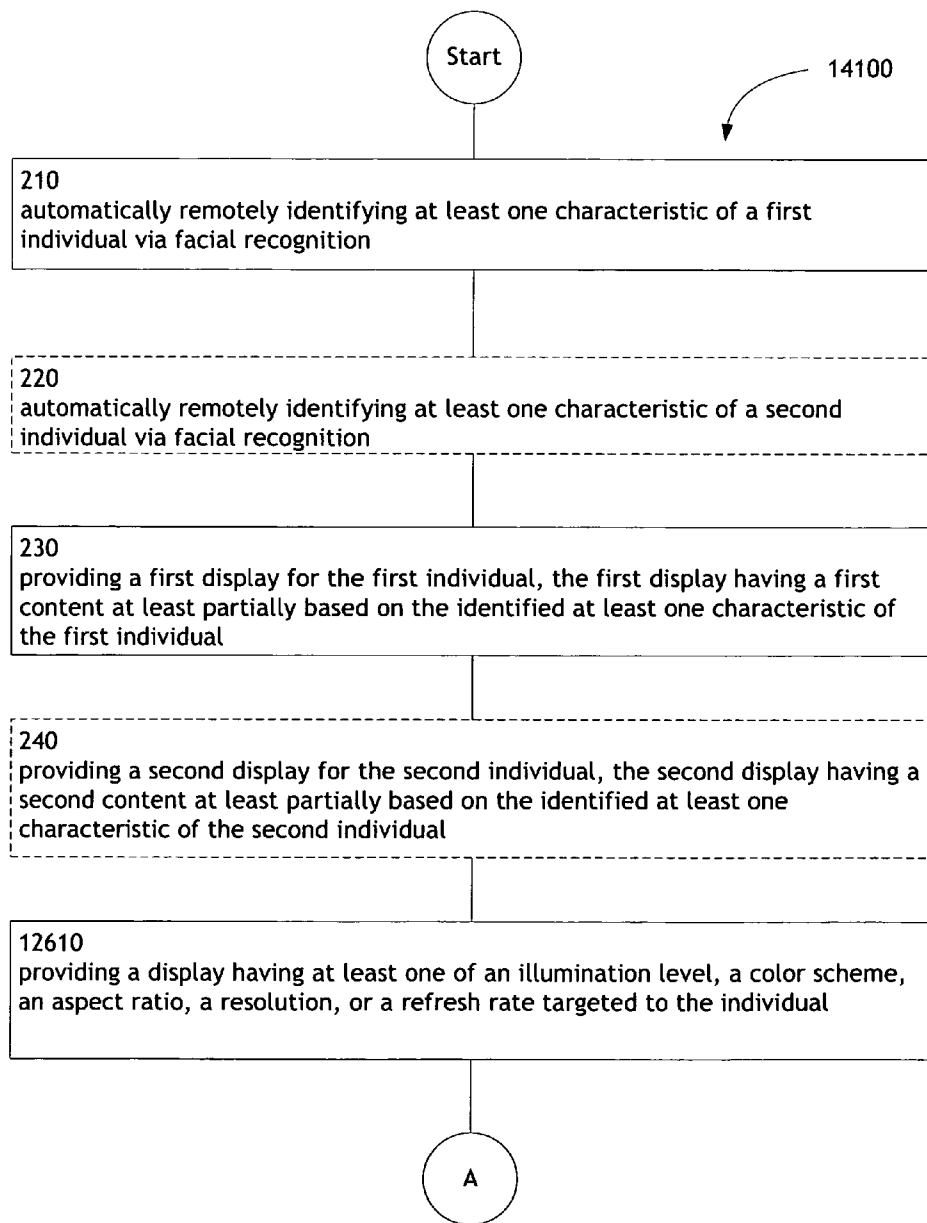 Start
14100
210
automatically remotely identifying at least one characteristic of a first
individual via facial recognition
220
automatically remotely identifying at least one characteristic of a second
individual via facial recognition
230
providing a first display for the first individual, the first display having a first
content at least partially based on the identified at least one characteristic of
the first individual
240
providing a second display for the second individual, the second display having a
second content at least partially based on the identified at least one
characteristic of the second individual
12610
providing a display having at least one of an illumination level, a color scheme,
an aspect ratio, a resolution, or a refresh rate targeted to the individual
A